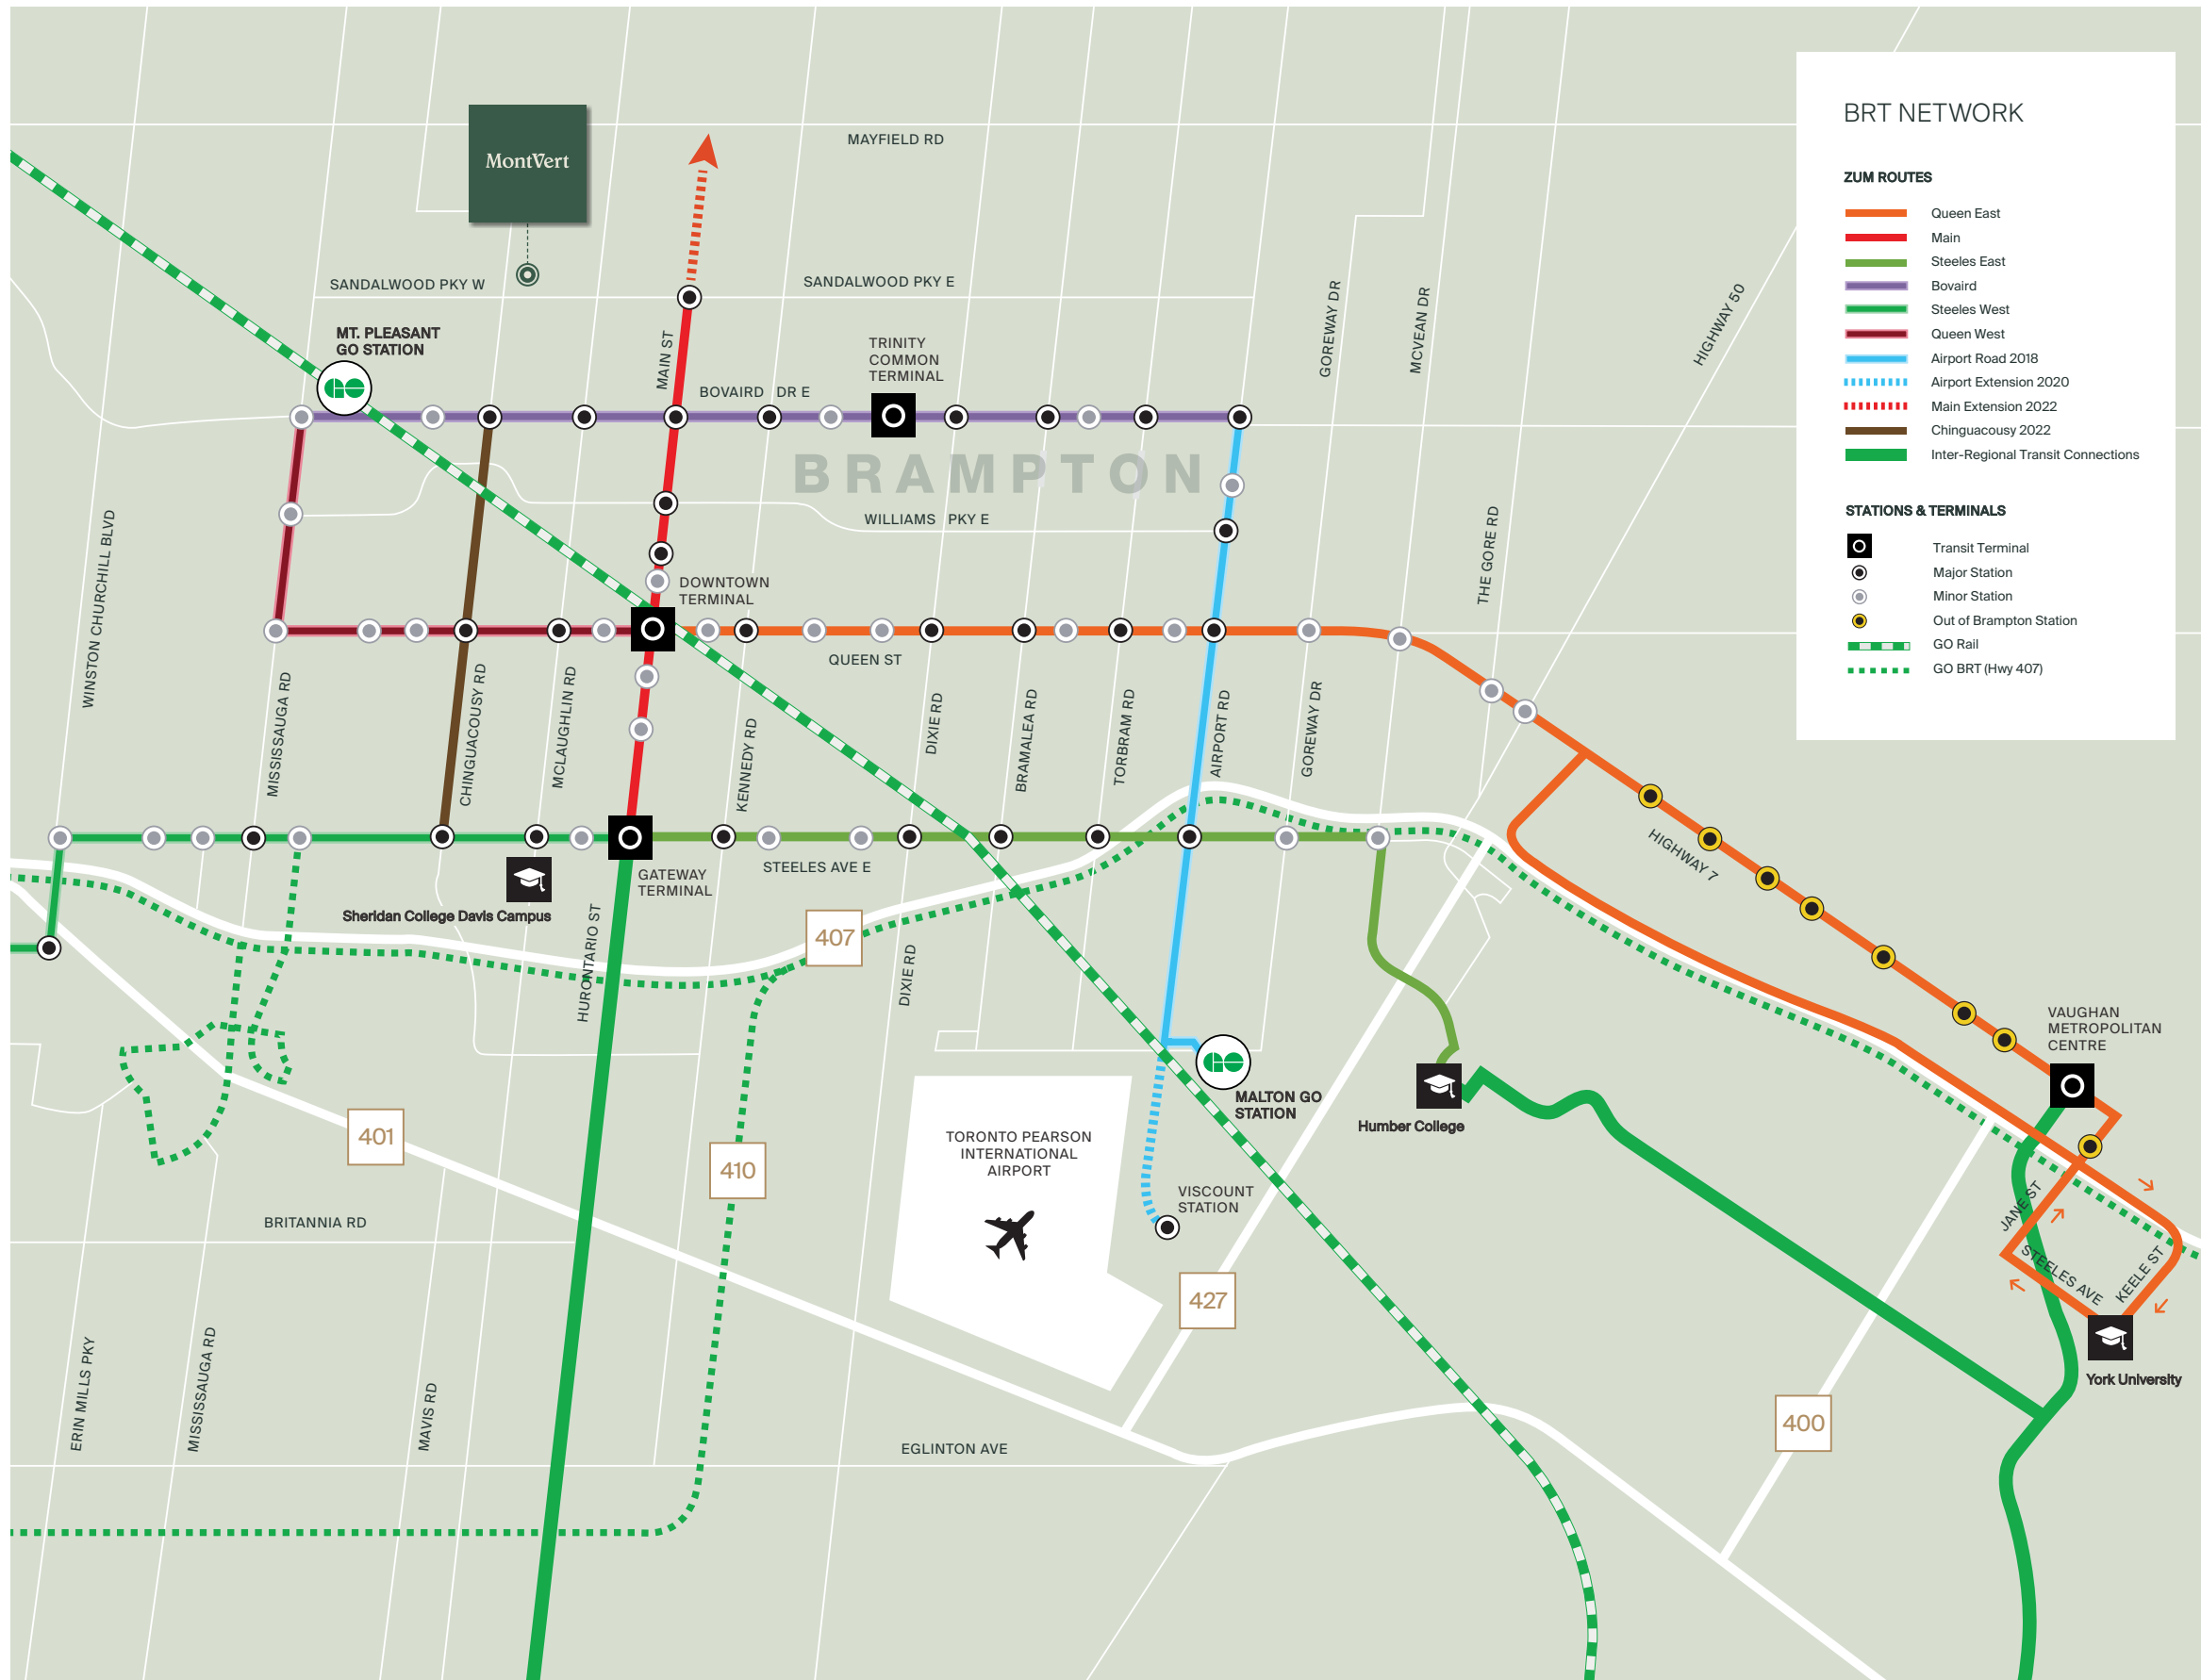 MAYFIELD RD
MontVert
SANDALWOOD PKY W
SANDALWOOD PKY E
MT. PLEASANT
GO STATION
MAIN ST
TRINITY
COMMON
TERMINAL
BOVAIRD DR E
GOREWAY DR
MCVEAN DR
HIGHWAY 50
BRAMPTON
WILLIAMS PKY E
WINSTON CHURCHILL BLVD
THE GORE RD
DOWNTOWN
TERMINAL
QUEEN ST
MISSISSAUGA RD
CHINGUACOUSY RD
MCLAUGHLIN RD
KENNEDY RD
DIXIE RD
BRAMALEA RD
TORBRAM RD
AIRPORT RD
GOREWAY DR
HIGHWAY 7
STEELES AVE E
GATEWAY
TERMINAL
Sheridan College Davis Campus
HURONTARIO ST
407
DIXIE RD
VAUGHAN
METROPOLITAN
CENTRE
MALTON GO
STATION
Humber College
401
410
TORONTO PEARSON
INTERNATIONAL
AIRPORT
VISCOUNT
STATION
JANE ST
STEELES AVE
KEELE ST
BRITANNIA RD
427
York University
ERIN MILLS PKY
MISSISSAUGA RD
MAVIS RD
EGLINTON AVE
400
BRT NETWORK
ZUM ROUTES
Queen East
Main
Steeles East
Bovaird
Steeles West
Queen West
Airport Road 2018
Airport Extension 2020
Main Extension 2022
Chinguacousy 2022
Inter-Regional Transit Connections
STATIONS & TERMINALS
Transit Terminal
Major Station
Minor Station
Out of Brampton Station
GO Rail
GO BRT (Hwy 407)